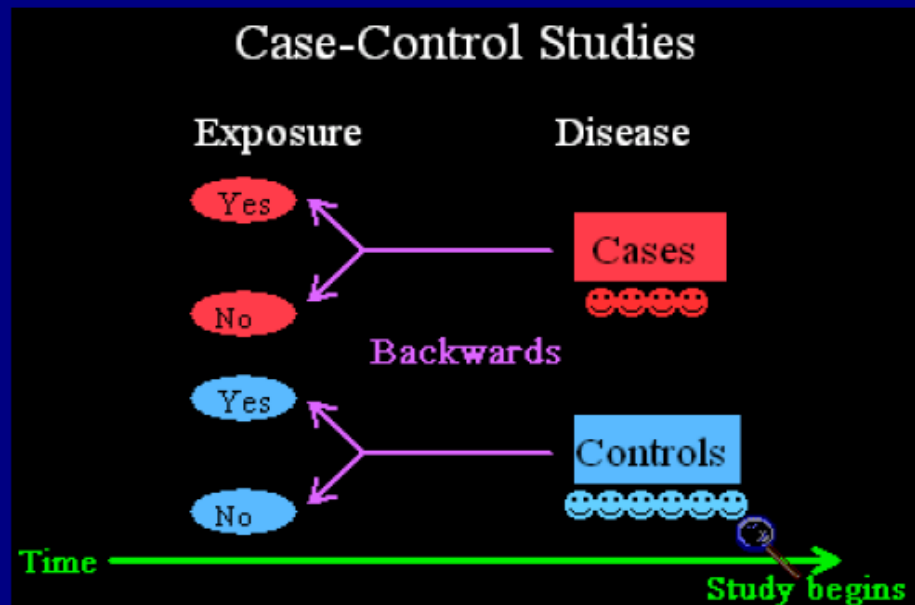 Case-Control Studies
Exposure
Disease
Yes
Cases
No
Backwards
Yes
Controls
No
Time
Study begins